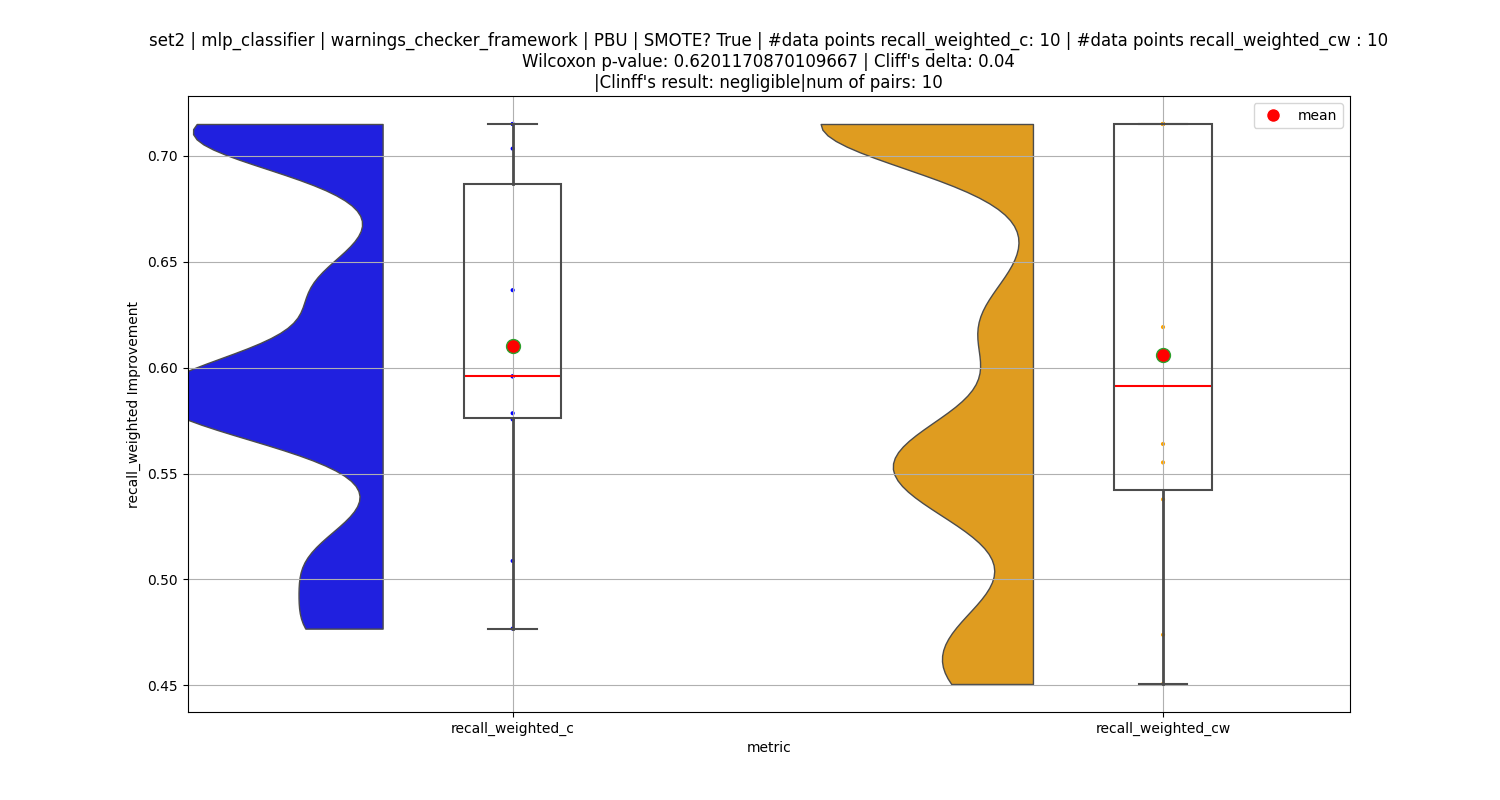 set2 | mlp_classifier | warnings_checker_framework | PBU | SMOTE? True | #data points recall_weighted_c: 10 | #data points recall_weighted_cw : 10
Wilcoxon p-value: 0.6201170870109667 | Cliff's delta: 0.04
|Clinff's result: negligible|num of pairs: 10
mean
0.70
0.65
0.60
0.55
0.50
0.45
recall_weighted Improvement
recall_weighted_c
recall_weighted_cw
metric